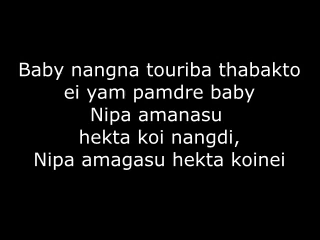 Baby nangna touriba thabakto
ei yam pamdre baby
Nipa amanasu
hekta koi nangdi,
Nipa amagasu hekta koinei